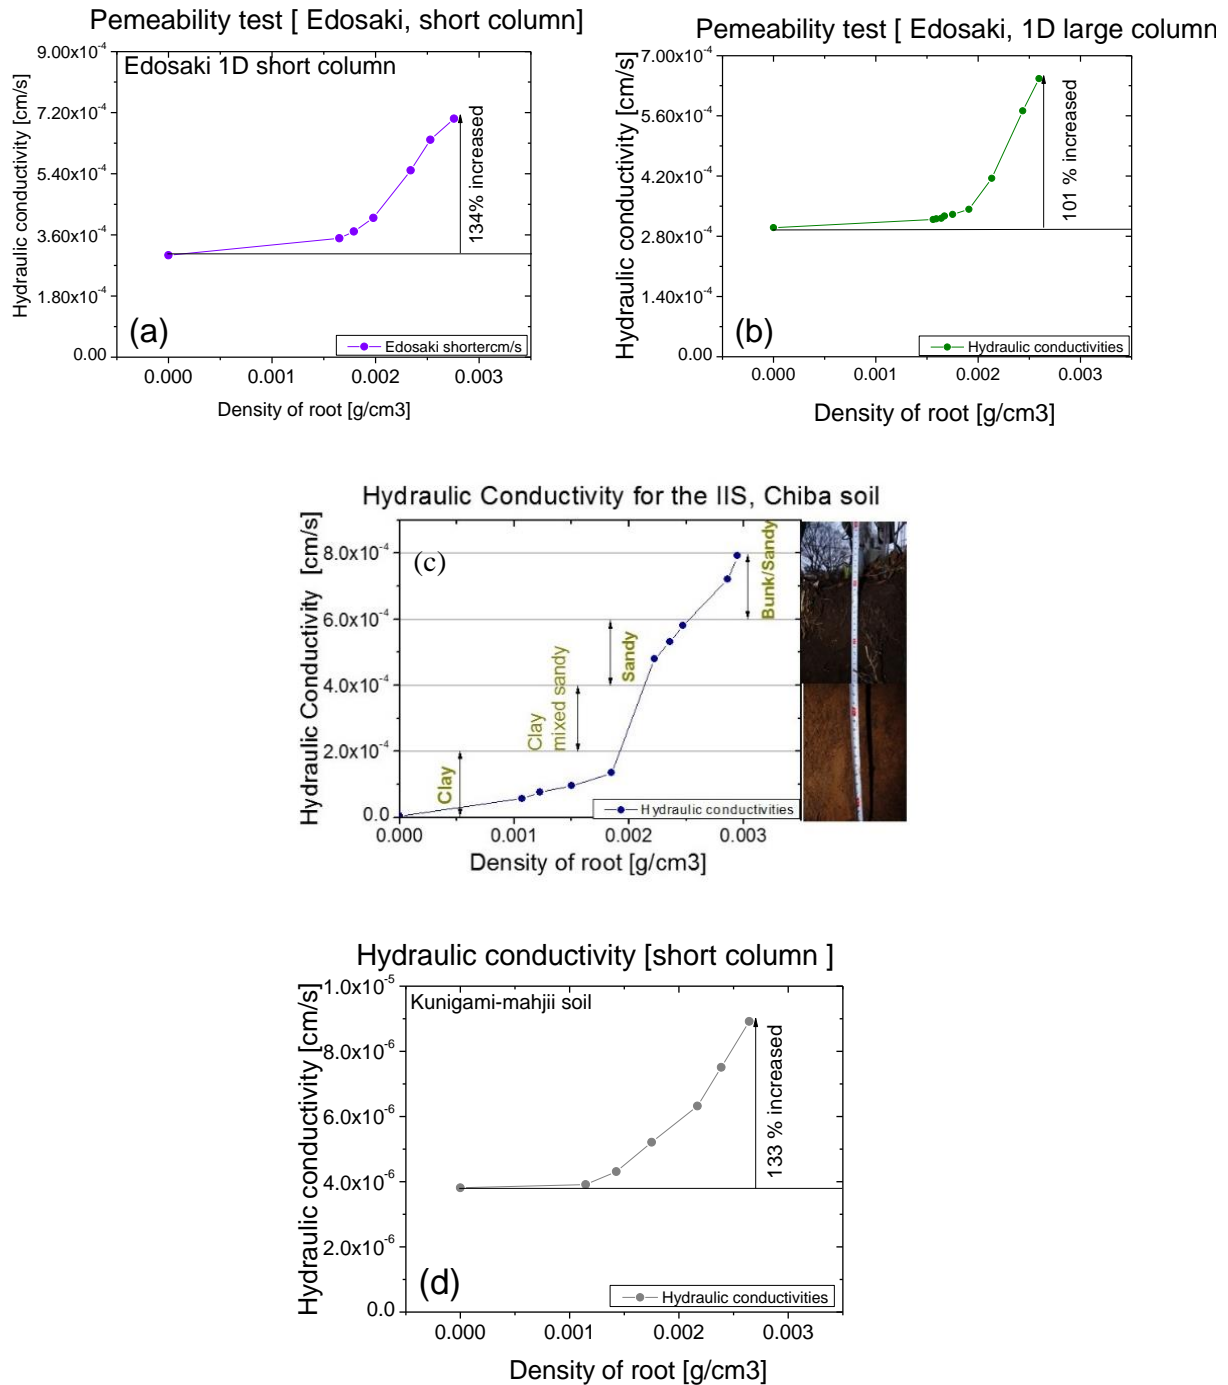 Pemeability test [ Edosaki, short column]
9.00x10⁻⁴
7.20x10⁻⁴
5.40x10⁻⁴
3.60x10⁻⁴
1.80x10⁻⁴
0.00
Hydraulic conductivity [cm/s]
Edosaki 1D short column
134% increased
(a)
Edosaki shortercm/s
0.000 0.001 0.002 0.003
Density of root [g/cm3]
Pemeability test [ Edosaki, 1D large column
7.00x10⁻⁴
5.60x10⁻⁴
4.20x10⁻⁴
2.80x10⁻⁴
1.40x10⁻⁴
0.00
Hydraulic conductivity [cm/s]
101 % increased
(b)
Hydraulic conductivities
0.000 0.001 0.002 0.003
Density of root [g/cm3]
Hydraulic Conductivity for the IIS, Chiba soil
8.0x10⁻⁴
6.0x10⁻⁴
4.0x10⁻⁴
2.0x10⁻⁴
0.0
Hydraulic Conductivity [cm/s]
(c)
Clay
Clay
mixed sandy
Sandy
Bunk/Sandy
Hydraulic conductivities
0.000 0.001 0.002 0.003
Density of root [g/cm3]
Hydraulic conductivity [short column ]
1.0x10⁻⁵
8.0x10⁻⁶
6.0x10⁻⁶
4.0x10⁻⁶
2.0x10⁻⁶
0.0
Hydraulic conductivity [cm/s]
Kunigami-mahjii soil
133 % increased
(d)
Hydraulic conductivities
0.000 0.001 0.002 0.003
Density of root [g/cm3]